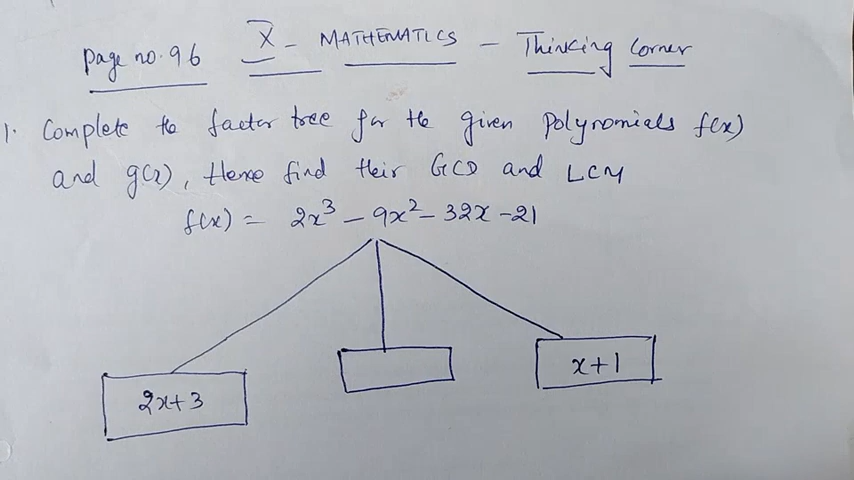 page no. 96 X - MATHEMATICS - Thinking Corner
1. Complete the factor tree for the given polynomials f(x)
and g(x), Hence find their GCD and LCM
f(x) = 2x³ - 9x² - 32x - 21
2x+3
x+1